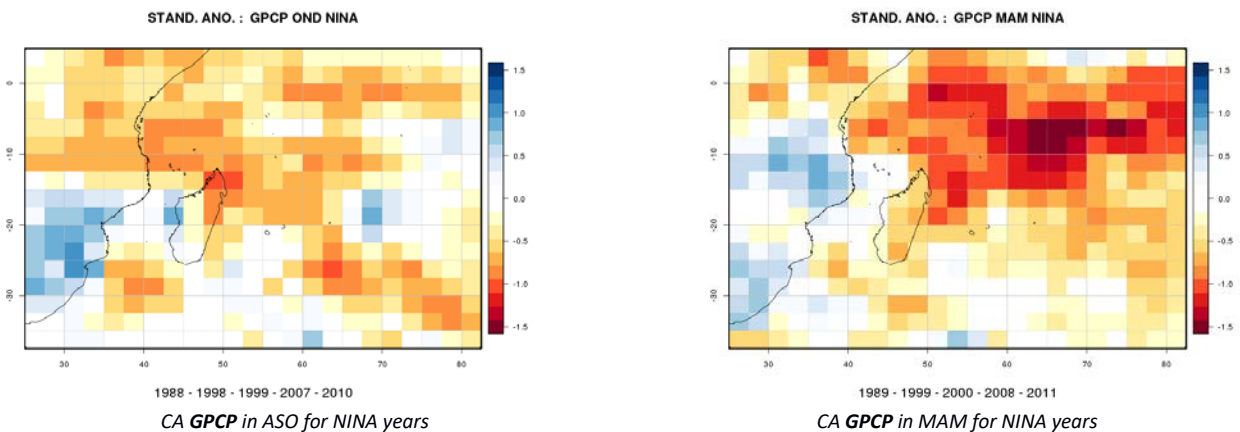 STAND. ANO. : GPCP OND NINA
0
-10
-20
-30
30 40 50 60 70 80
1.5
1.0
0.5
0.0
-0.5
-1.0
-1.5
1988 - 1998 - 1999 - 2007 - 2010
CA GPCP in ASO for NINA years
STAND. ANO. : GPCP MAM NINA
0
-10
-20
-30
30 40 50 60 70 80
1.5
1.0
0.5
0.0
-0.5
-1.0
-1.5
1989 - 1999 - 2000 - 2008 - 2011
CA GPCP in MAM for NINA years